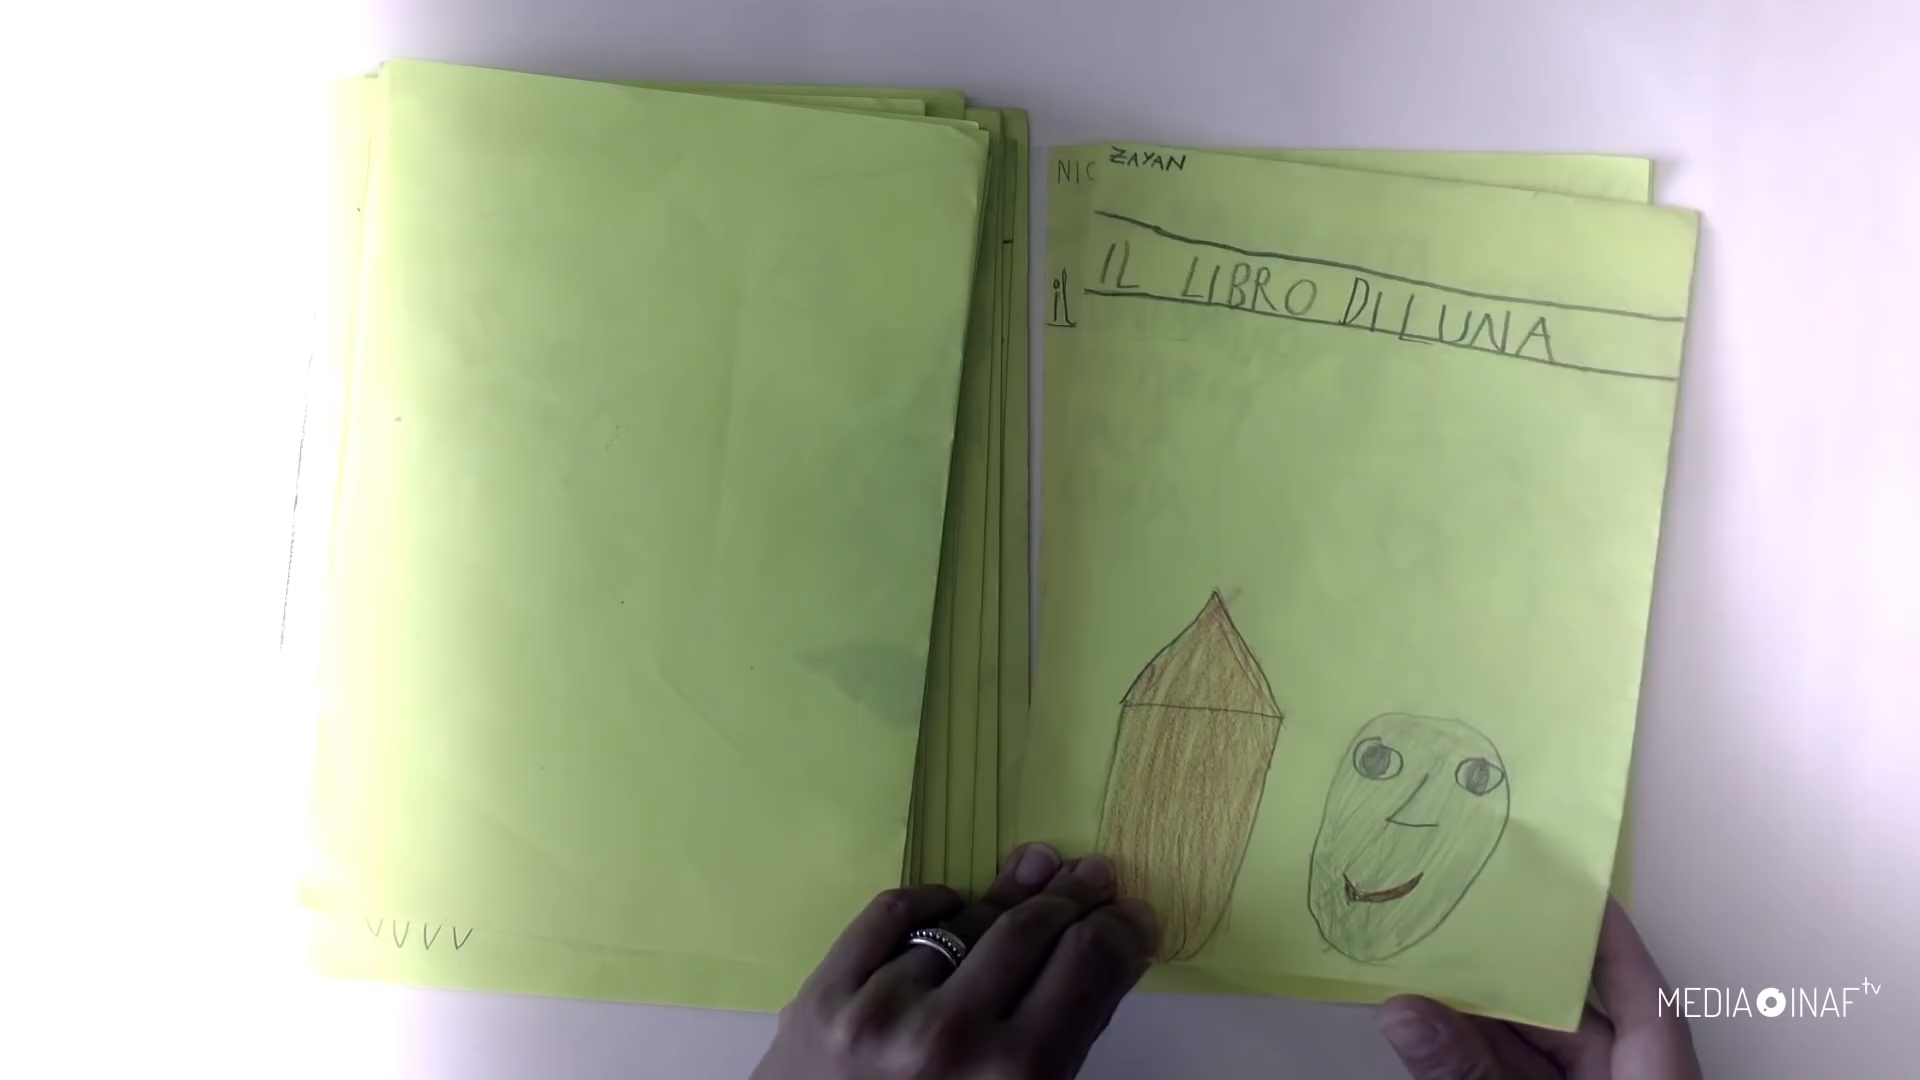 NIC
ZAYAN
il
IL LIBRO DI LUNA
VVVV
MEDIA INAF tv